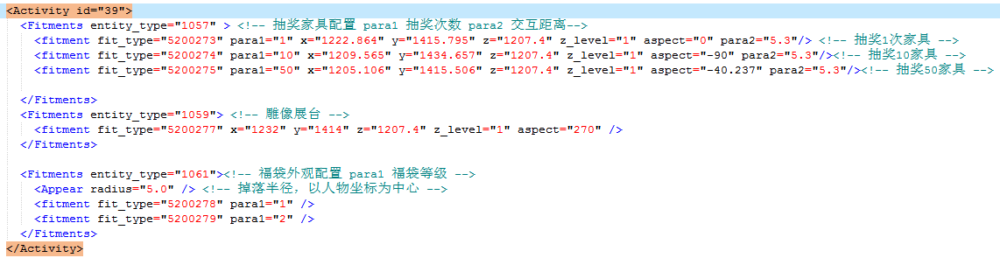 <Activity id="39">
<Fitments entity_type="1057" > <!-- 抽奖家具配置 para1 抽奖次数 para2 交互距离-->
<fitment fit_type="5200273" para1="1" x="1222.864" y="1415.795" z="1207.4" z_level="1" aspect="0" para2="5.3"/> <!-- 抽奖1次家具 -->
<fitment fit_type="5200274" para1="10" x="1209.565" y="1434.657" z="1207.4" z_level="1" aspect="-90" para2="5.3"/><!-- 抽奖10家具 -->
<fitment fit_type="5200275" para1="50" x="1205.106" y="1415.506" z="1207.4" z_level="1" aspect="-40.237" para2="5.3"/><!-- 抽奖50家具 -->
</Fitments>
<Fitments entity_type="1059"> <!-- 雕像展台 -->
<fitment fit_type="5200277" x="1232" y="1414" z="1207.4" z_level="1" aspect="270" />
</Fitments>
<Fitments entity_type="1061"><!-- 福袋外观配置 para1 福袋等级 -->
<Appear radius="5.0" /> <!-- 掉落半径，以人物坐标为中心 -->
<fitment fit_type="5200278" para1="1" />
<fitment fit_type="5200279" para1="2" />
</Fitments>
</Activity>